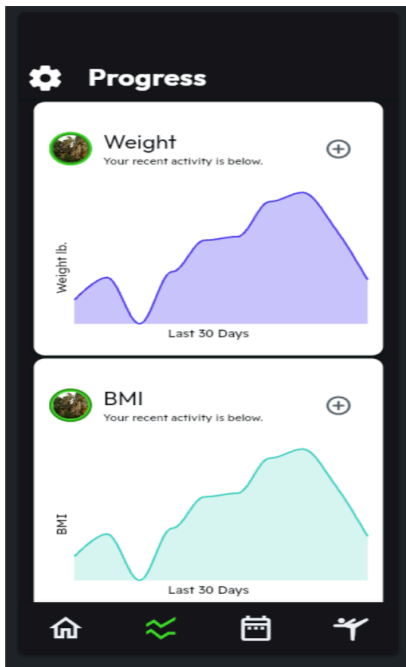 Progress
Weight
Your recent activity is below.
Weight lb.
Last 30 Days
BMI
Your recent activity is below.
BMI
Last 30 Days